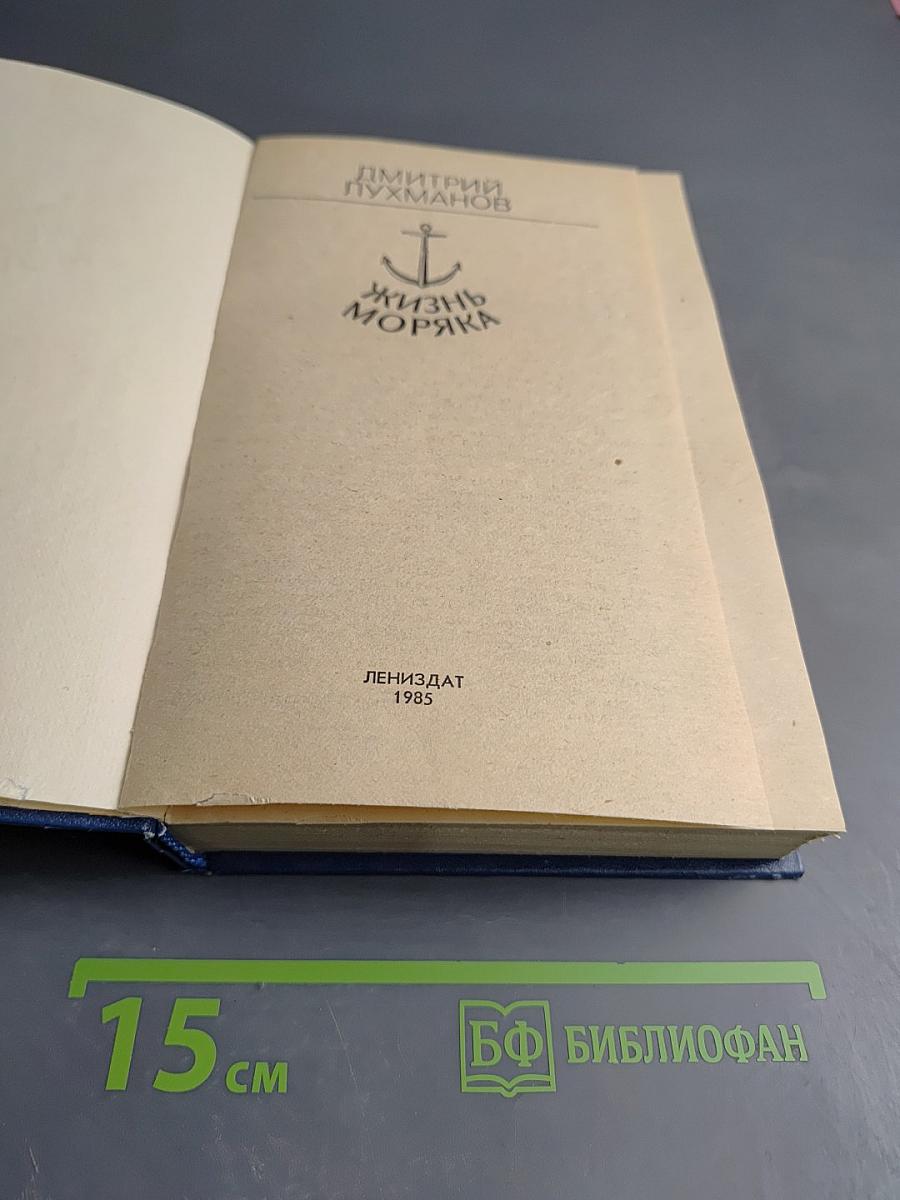 ДМИТРИЙ
ЛУХМАНОВ
ЖИЗНЬ
МОРЯКА
ЛЕНИЗДАТ
1985
15 см
БФ БИБЛИОФАН